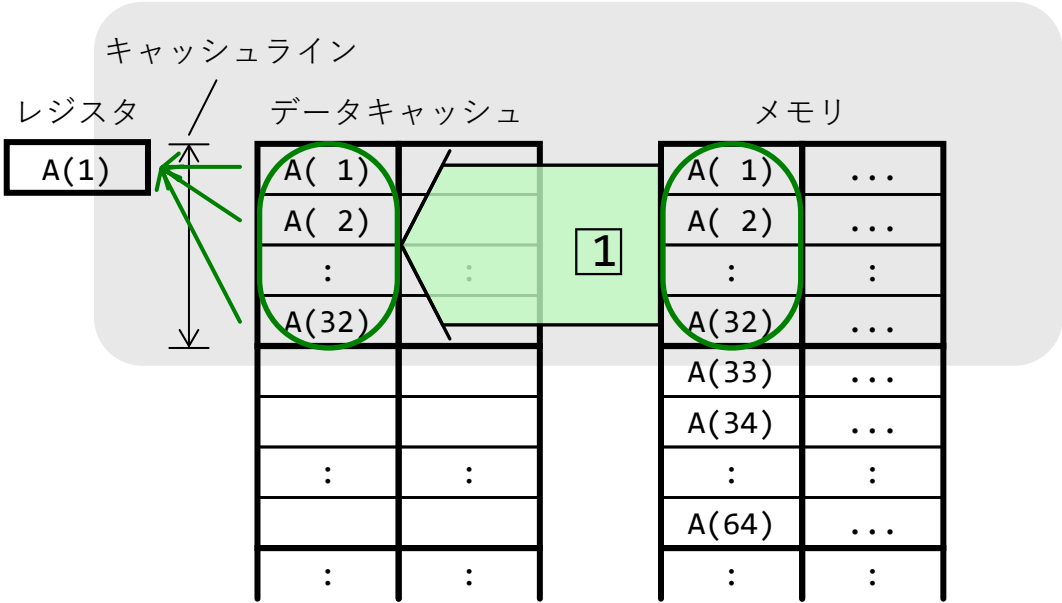 キャッシュライン
レジスタ データキャッシュ メモリ
A(1) A( 1) A( 1) ...
A( 2) A( 2) ...
: : 1 : :
A(32) A(32) ...
A(33) ...
A(34) ...
: : : :
A(64) ...
: : : :